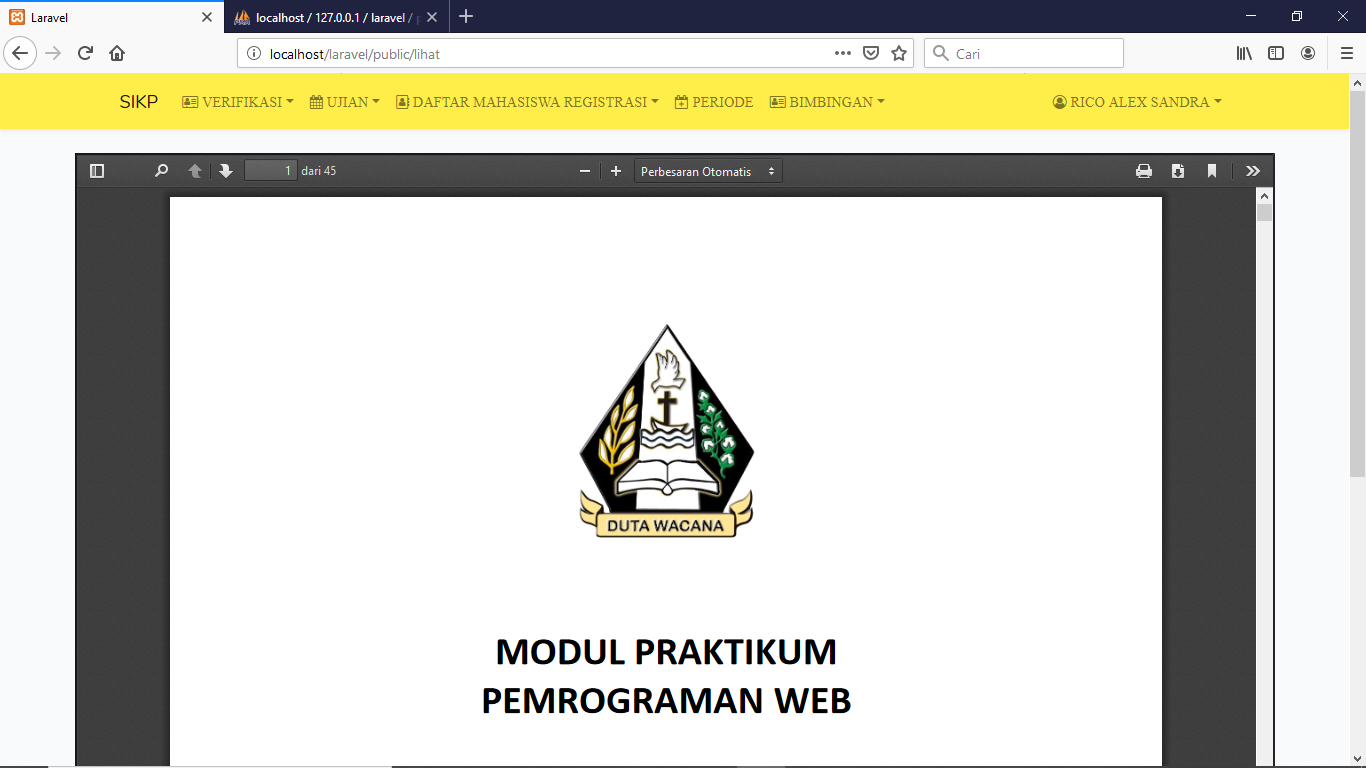 Laravel
localhost / 127.0.0.1 / laravel /
localhost/laravel/public/lihat
Cari
SIKP VERIFIKASI UJIAN DAFTAR MAHASISWA REGISTRASI PERIODE BIMBINGAN RICO ALEX SANDRA
1 dari 45 Perbesaran Otomatis
DUTA WACANA
MODUL PRAKTIKUM
PEMROGRAMAN WEB